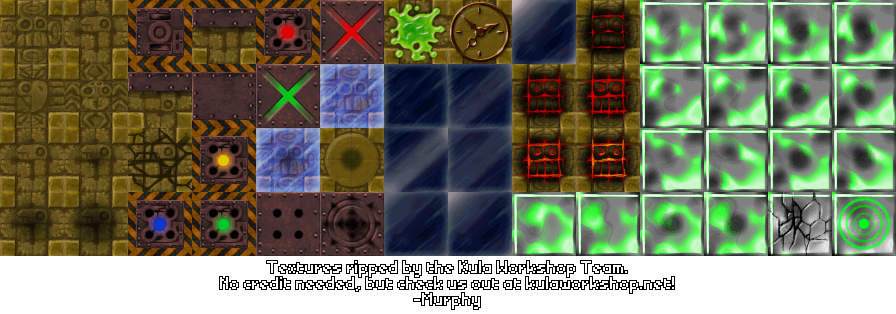 Textures ripped by the Kula Workshop Team.
No credit needed, but check us out at kulaworkshop.net!
-Murphy